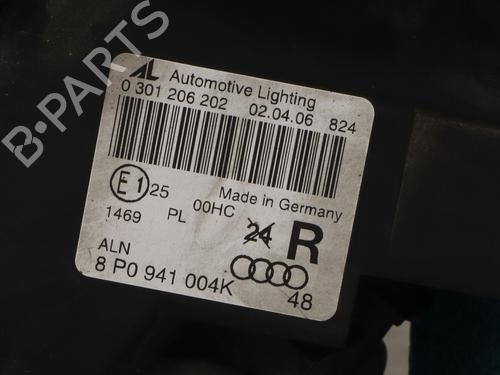 B-PARTS
AL Automotive Lighting
0 301 206 202 02.04.06 824
E1 25 Made in Germany
1469 PL 00HC 24 R
ALN
8 P0 941 004K 48